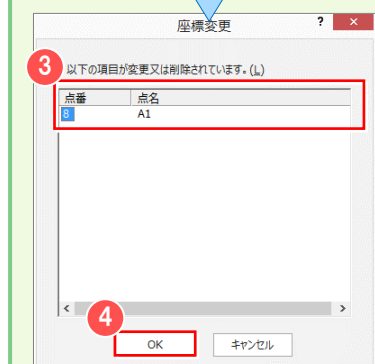 座標変更
? ×
3
以下の項目が変更又は削除されています。(L)
点番 点名
8 A1
< >
4
OK キャンセル